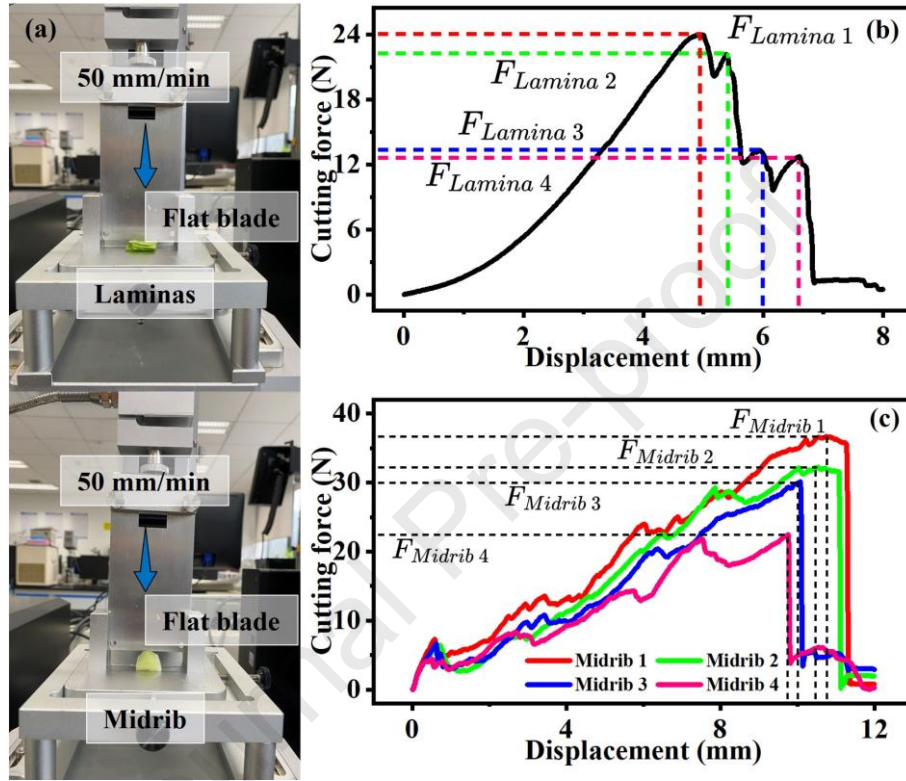 (a)
50 mm/min
Flat blade
Laminas
50 mm/min
Flat blade
Midrib
(b)
F_Lamina 1
F_Lamina 2
F_Lamina 3
F_Lamina 4
Cutting force (N)
24
18
12
6
0
0 2 4 6 8
Displacement (mm)
(c)
F_Midrib 1
F_Midrib 2
F_Midrib 3
F_Midrib 4
Cutting force (N)
40
30
20
10
0
Midrib 1 Midrib 2
Midrib 3 Midrib 4
0 4 8 12
Displacement (mm)
Pre-proof